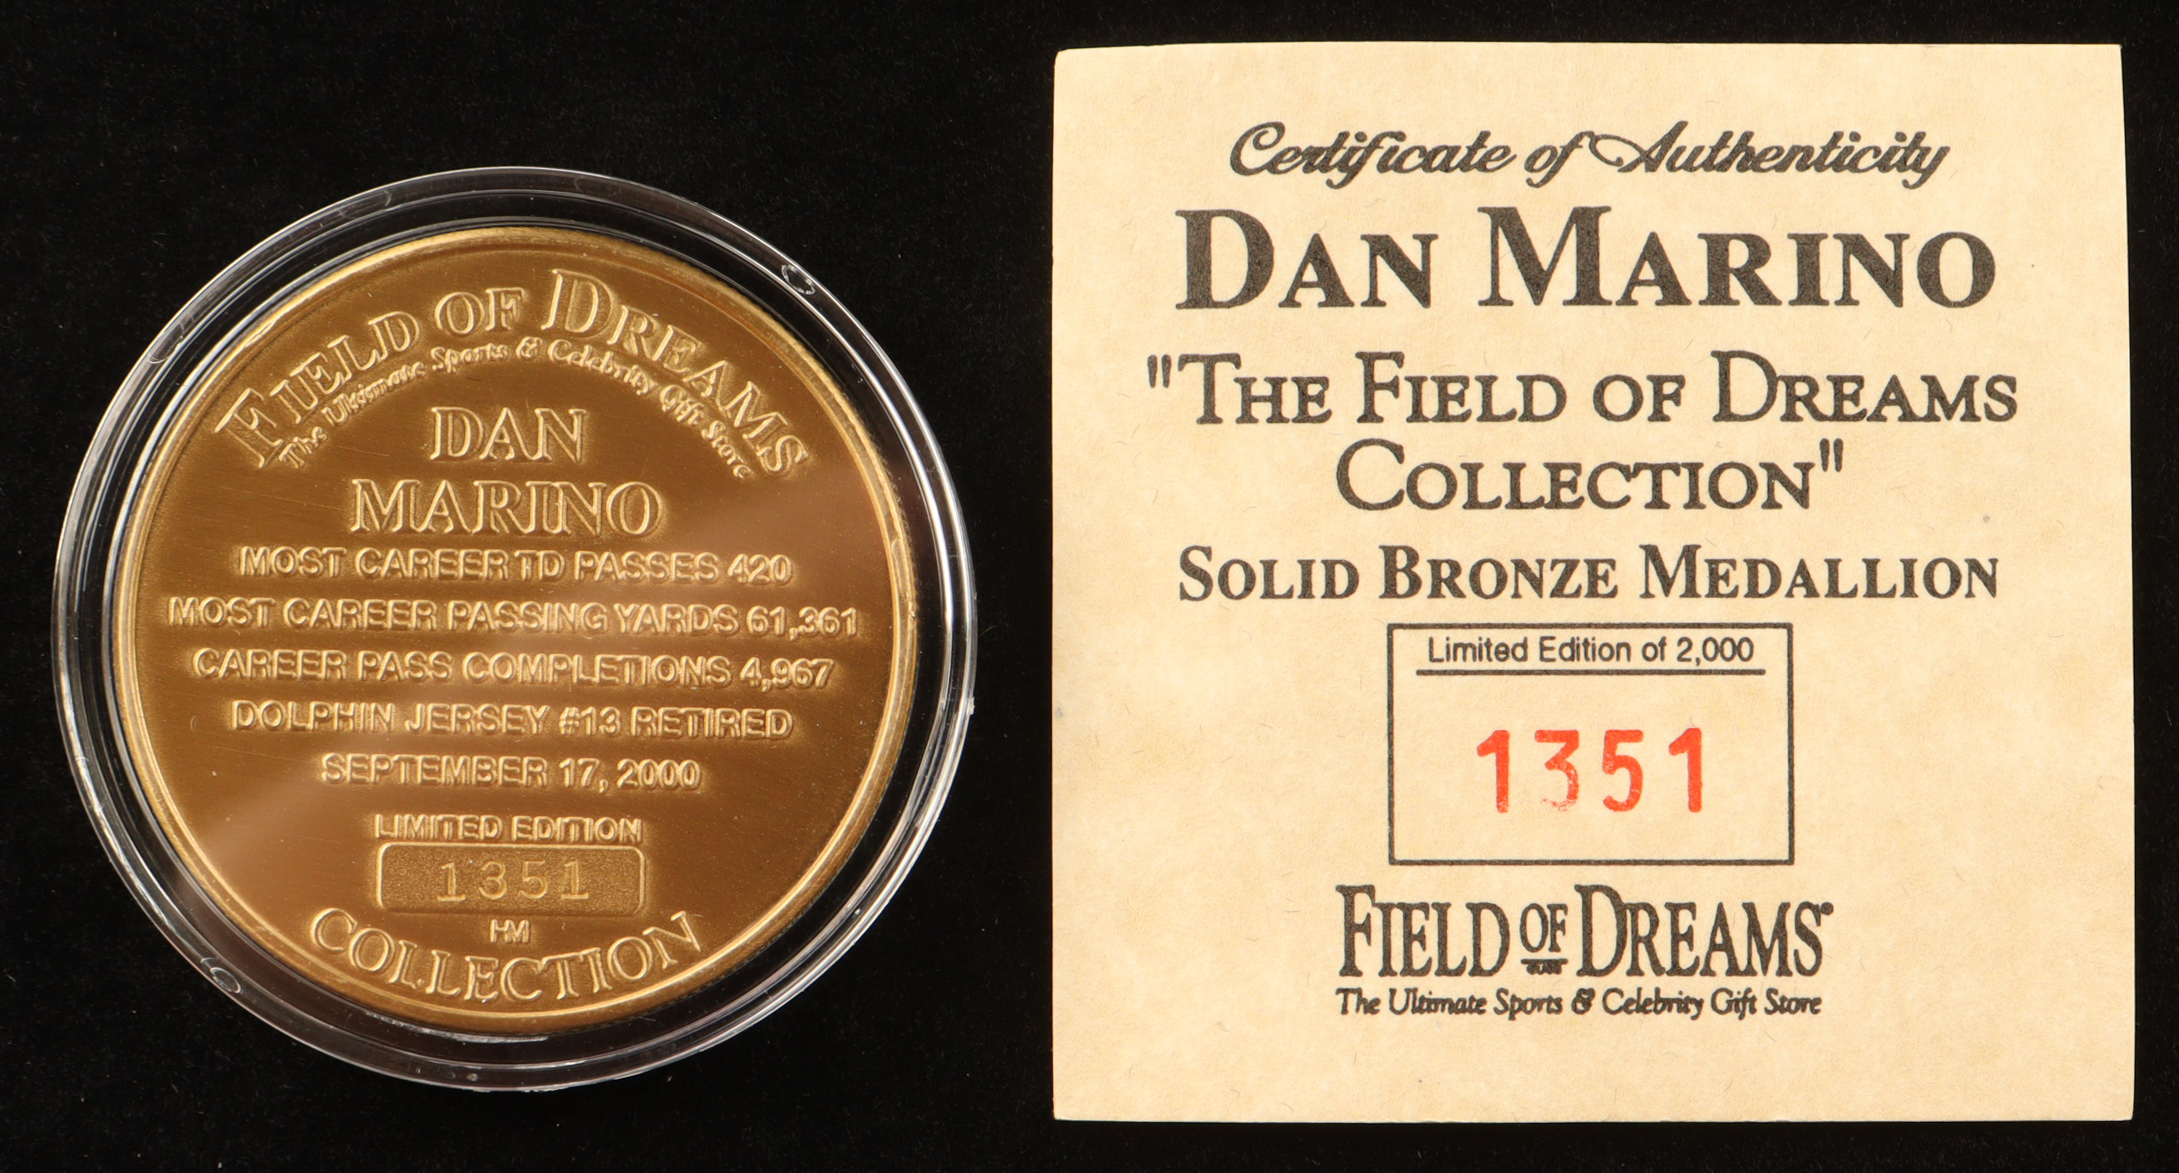 FIELD OF DREAMS
The Ultimate Sports & Celebrity Gift Store
DAN
MARINO
MOST CAREER TD PASSES 420
MOST CAREER PASSING YARDS 61,361
CAREER PASS COMPLETIONS 4,967
DOLPHIN JERSEY #13 RETIRED
SEPTEMBER 17, 2000
LIMITED EDITION
1351
HM
COLLECTION
Certificate of Authenticity
DAN MARINO
"THE FIELD OF DREAMS
COLLECTION"
SOLID BRONZE MEDALLION
Limited Edition of 2,000
1351
FIELD OF DREAMS
The Ultimate Sports & Celebrity Gift Store